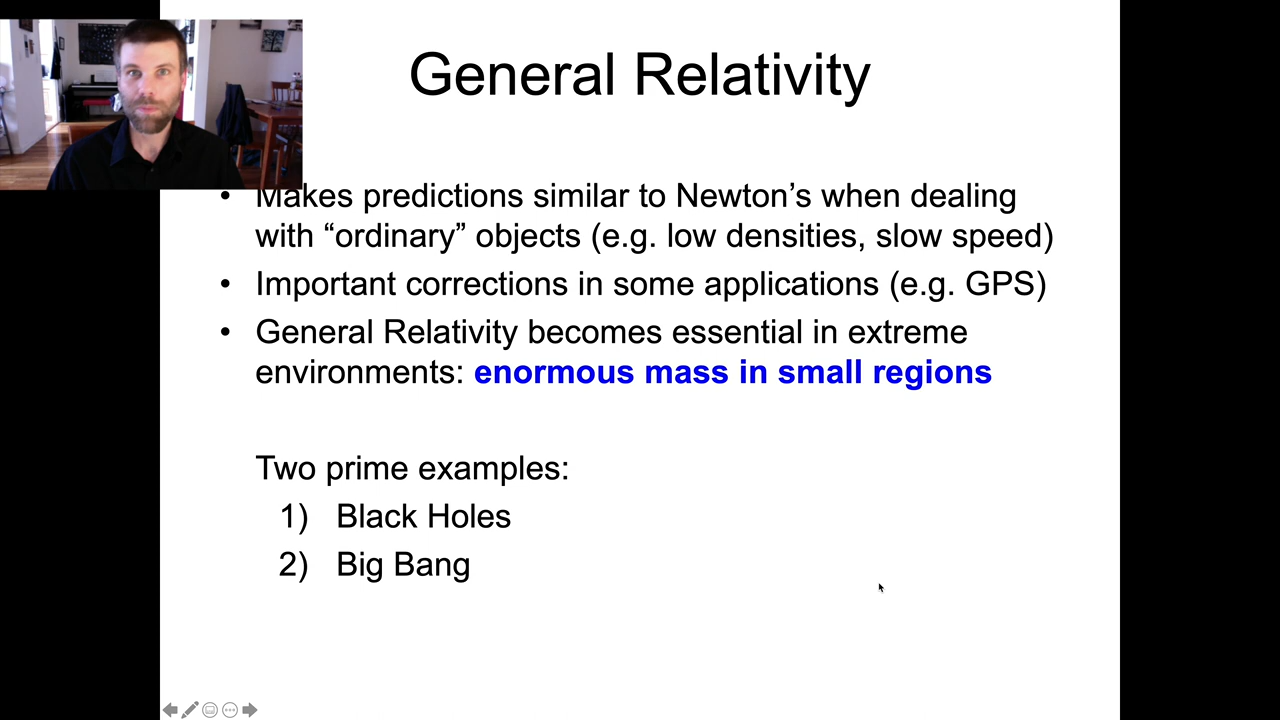 General Relativity
• Makes predictions similar to Newton’s when dealing
with “ordinary” objects (e.g. low densities, slow speed)
• Important corrections in some applications (e.g. GPS)
• General Relativity becomes essential in extreme
environments: enormous mass in small regions
Two prime examples:
1) Black Holes
2) Big Bang